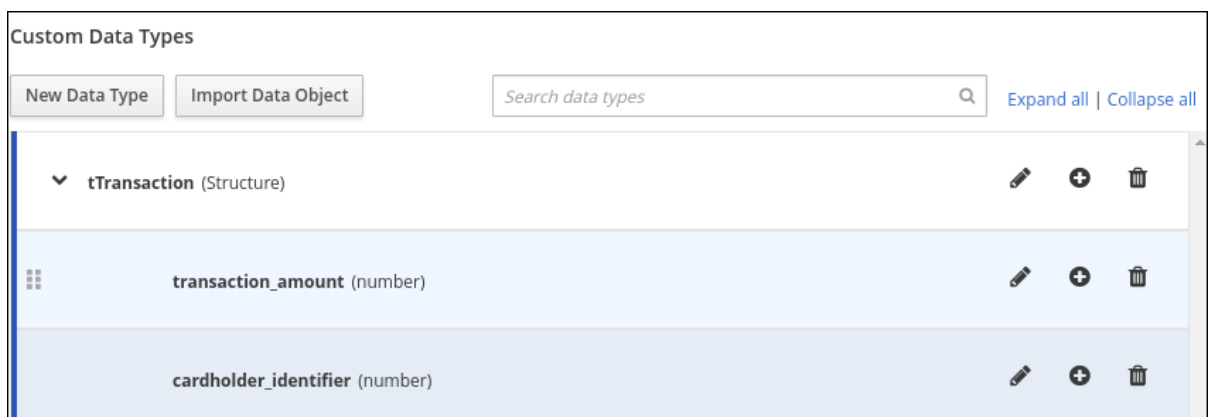 Custom Data Types
New Data Type Import Data Object Search data types Expand all | Collapse all
tTransaction (Structure)
transaction_amount (number)
cardholder_identifier (number)